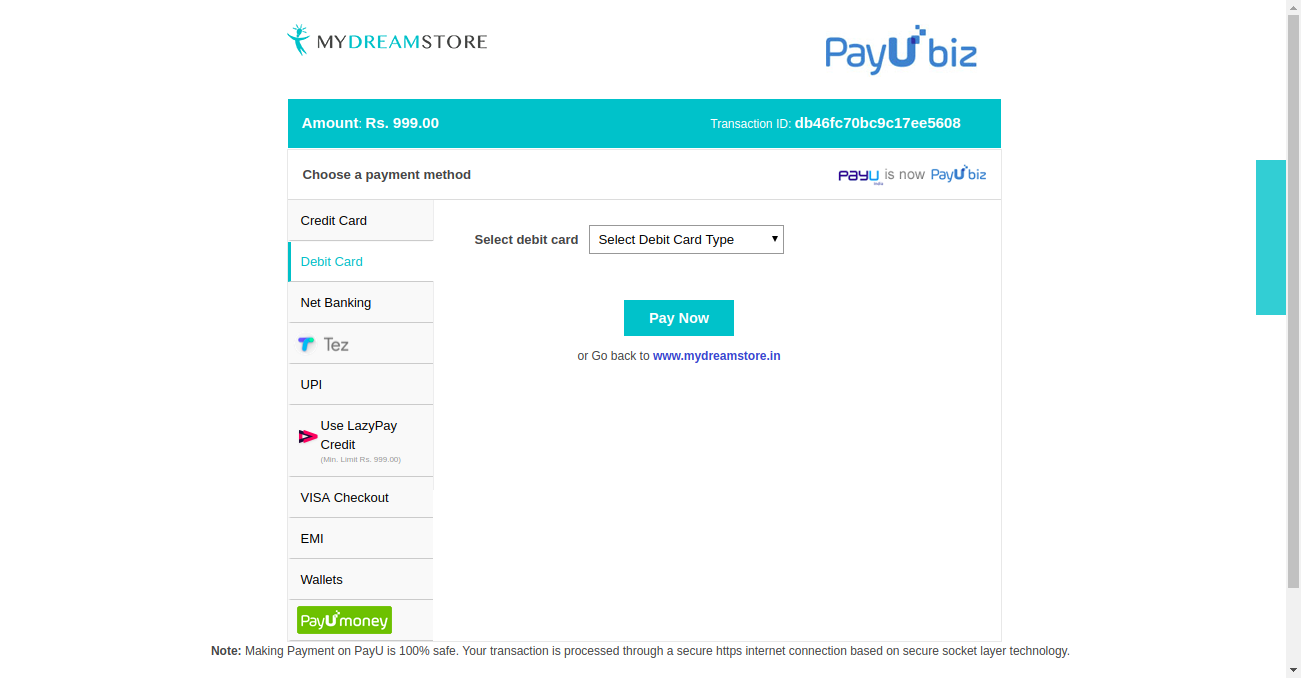 MYDREAMSTORE
PayU biz
Amount: Rs. 999.00
Transaction ID: db46fc70bc9c17ee5608
Choose a payment method
PAYU is now PayU biz
Credit Card
Select debit card
Select Debit Card Type
Debit Card
Net Banking
Pay Now
Tez
or Go back to www.mydreamstore.in
UPI
Use LazyPay
Credit
(Min. Limit Rs. 999.00)
VISA Checkout
EMI
Wallets
PayU money
Note: Making Payment on PayU is 100% safe. Your transaction is processed through a secure https internet connection based on secure socket layer technology.